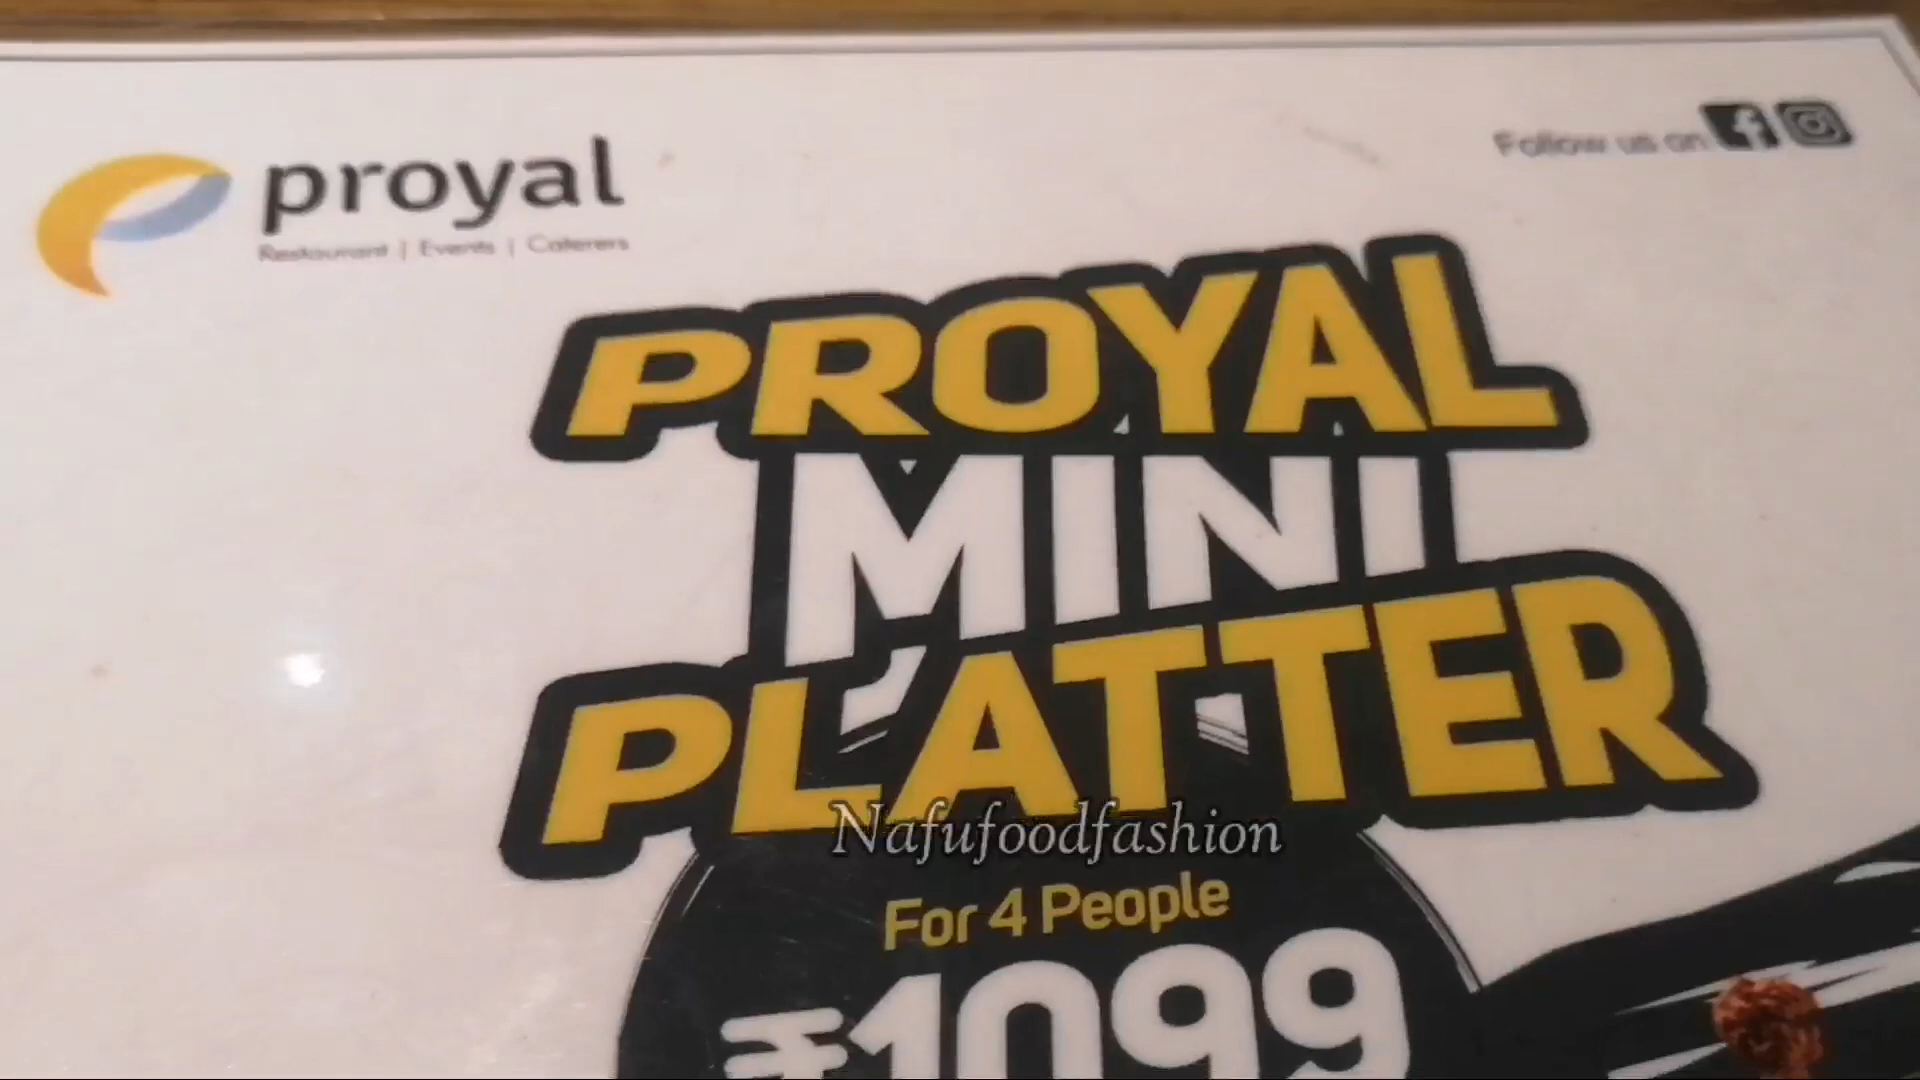 proyal
Restaurant | Events | Caterers
Follow us on
PROYAL
MINI
PLATTER
Nafufoodfashion
For 4 People
₹1099